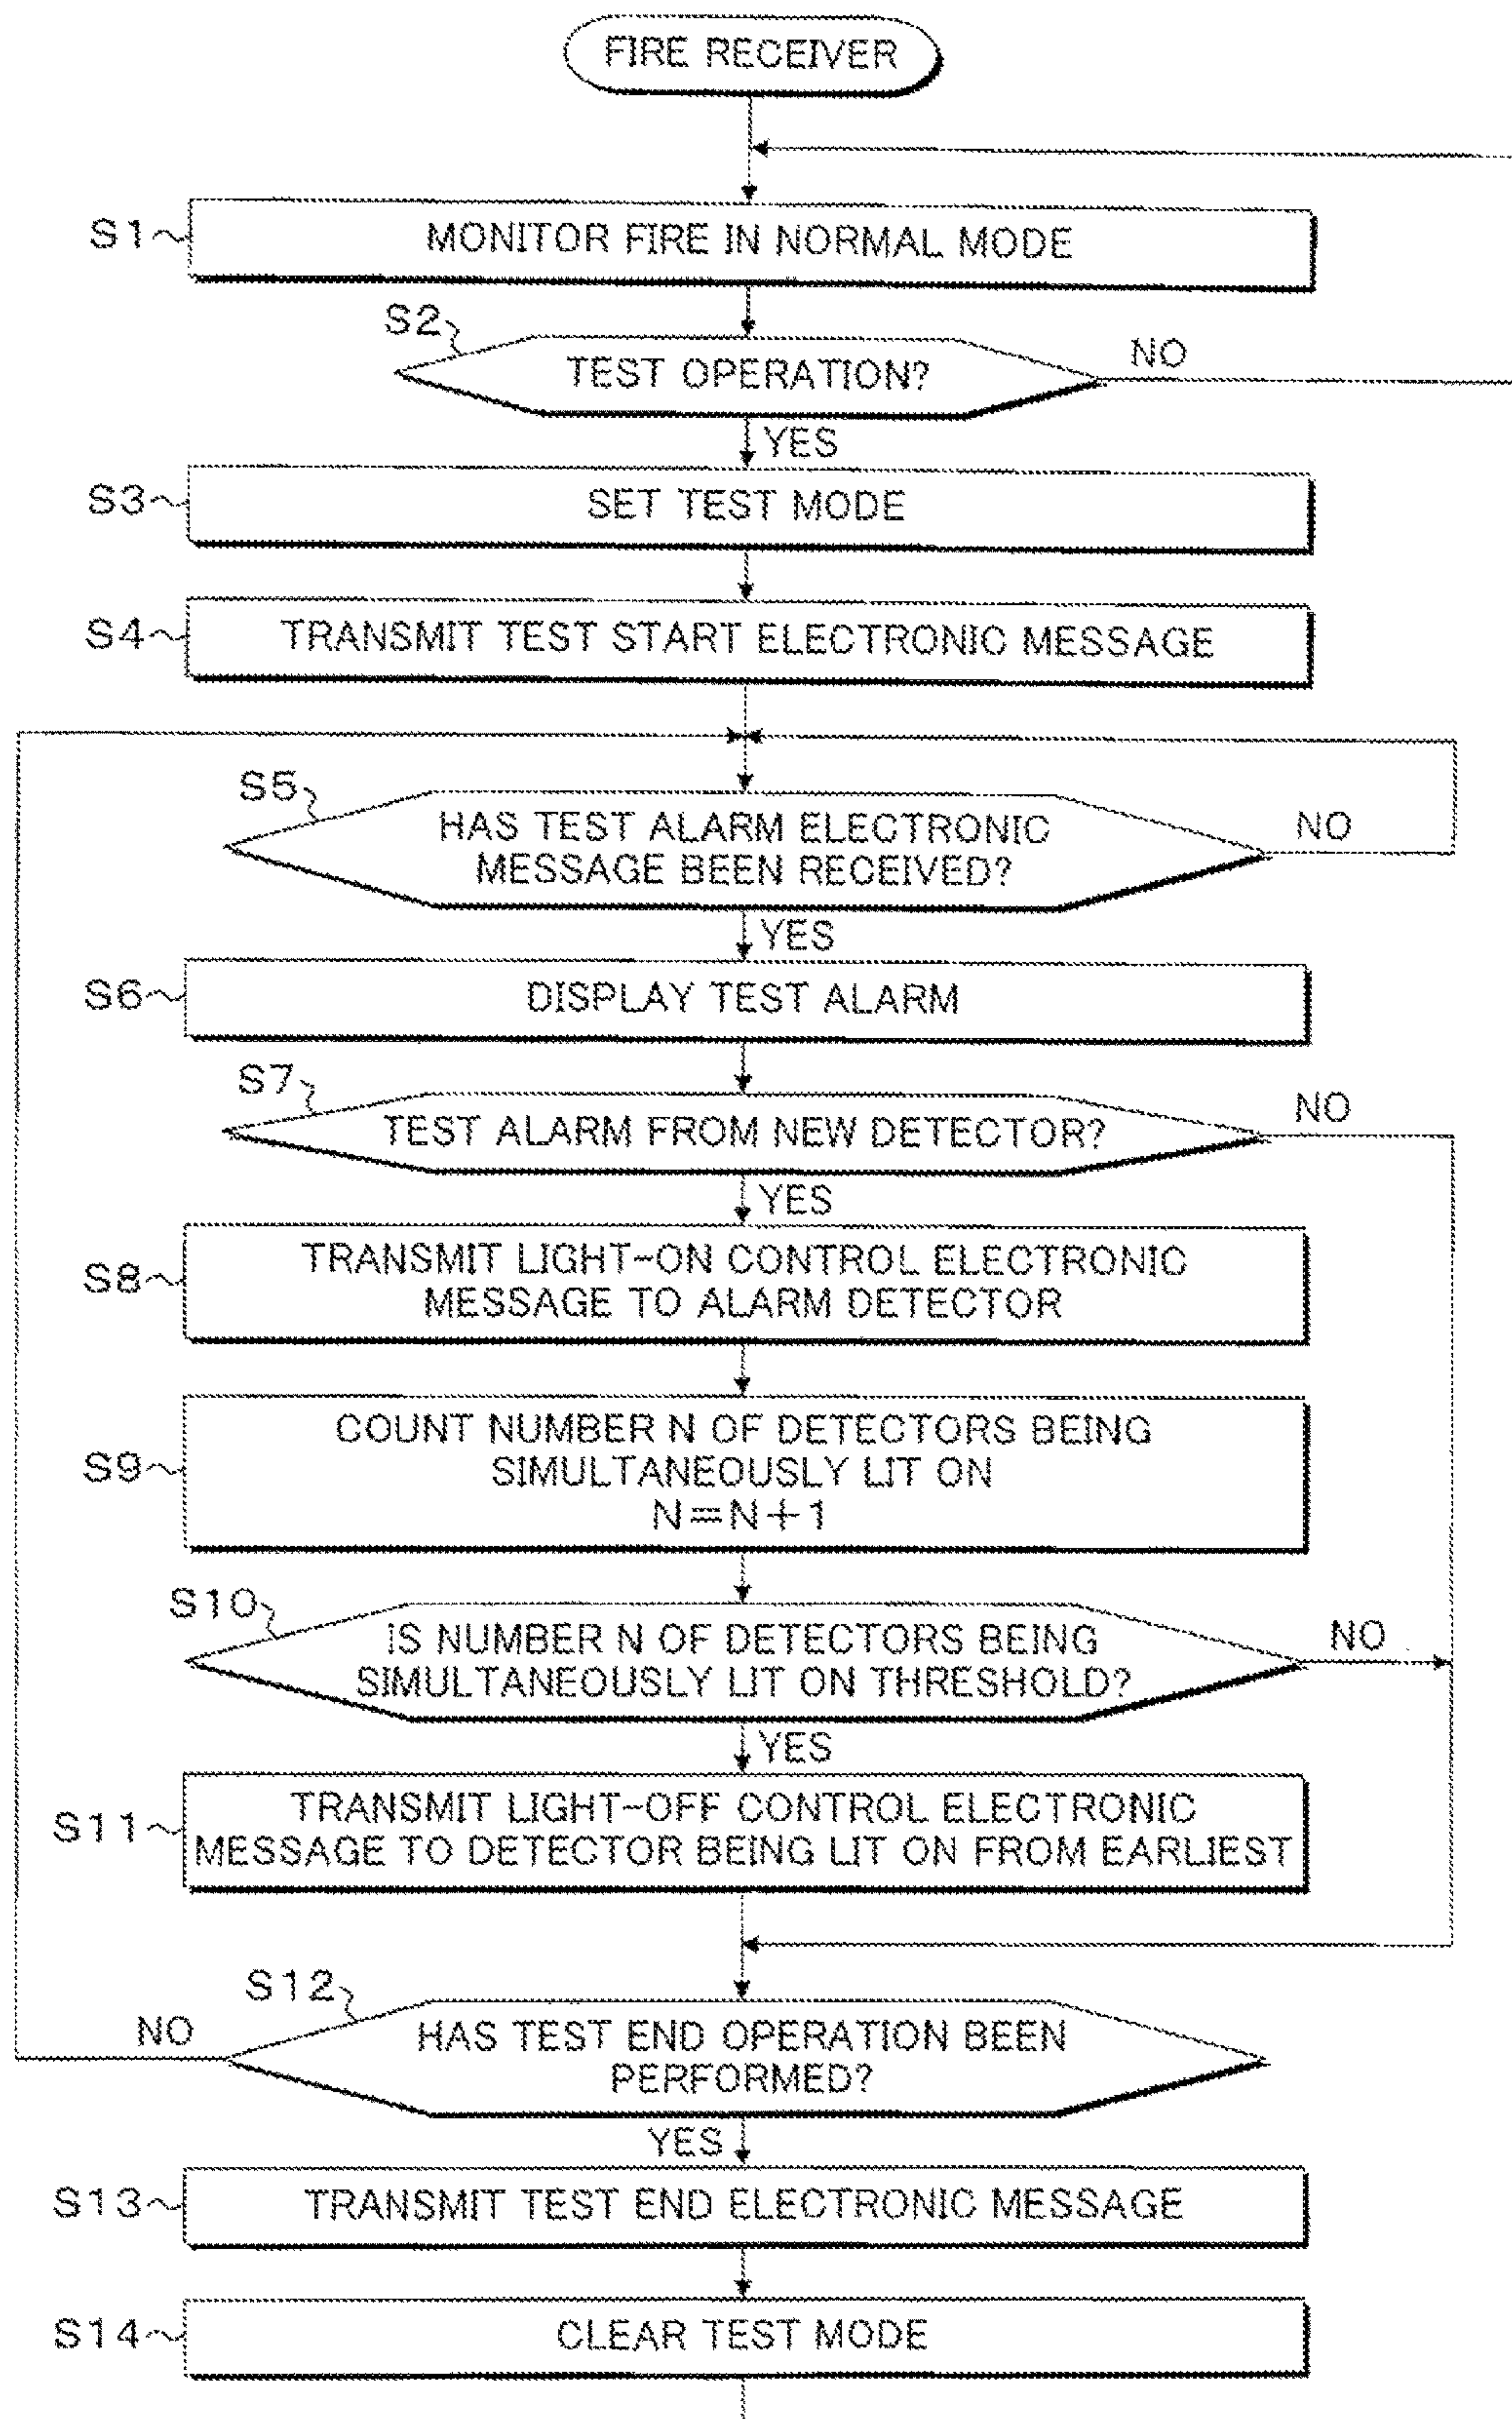 FIRE RECEIVER
S1
MONITOR FIRE IN NORMAL MODE
S2
TEST OPERATION?
NO
YES
S3
SET TEST MODE
S4
TRANSMIT TEST START ELECTRONIC MESSAGE
S5
HAS TEST ALARM ELECTRONIC
MESSAGE BEEN RECEIVED?
NO
YES
S6
DISPLAY TEST ALARM
S7
TEST ALARM FROM NEW DETECTOR?
NO
YES
S8
TRANSMIT LIGHT-ON CONTROL ELECTRONIC
MESSAGE TO ALARM DETECTOR
S9
COUNT NUMBER N OF DETECTORS BEING
SIMULTANEOUSLY LIT ON
N=N+1
S10
IS NUMBER N OF DETECTORS BEING
SIMULTANEOUSLY LIT ON THRESHOLD?
NO
YES
S11
TRANSMIT LIGHT-OFF CONTROL ELECTRONIC
MESSAGE TO DETECTOR BEING LIT ON FROM EARLIEST
S12
NO
HAS TEST END OPERATION BEEN
PERFORMED?
YES
S13
TRANSMIT TEST END ELECTRONIC MESSAGE
S14
CLEAR TEST MODE